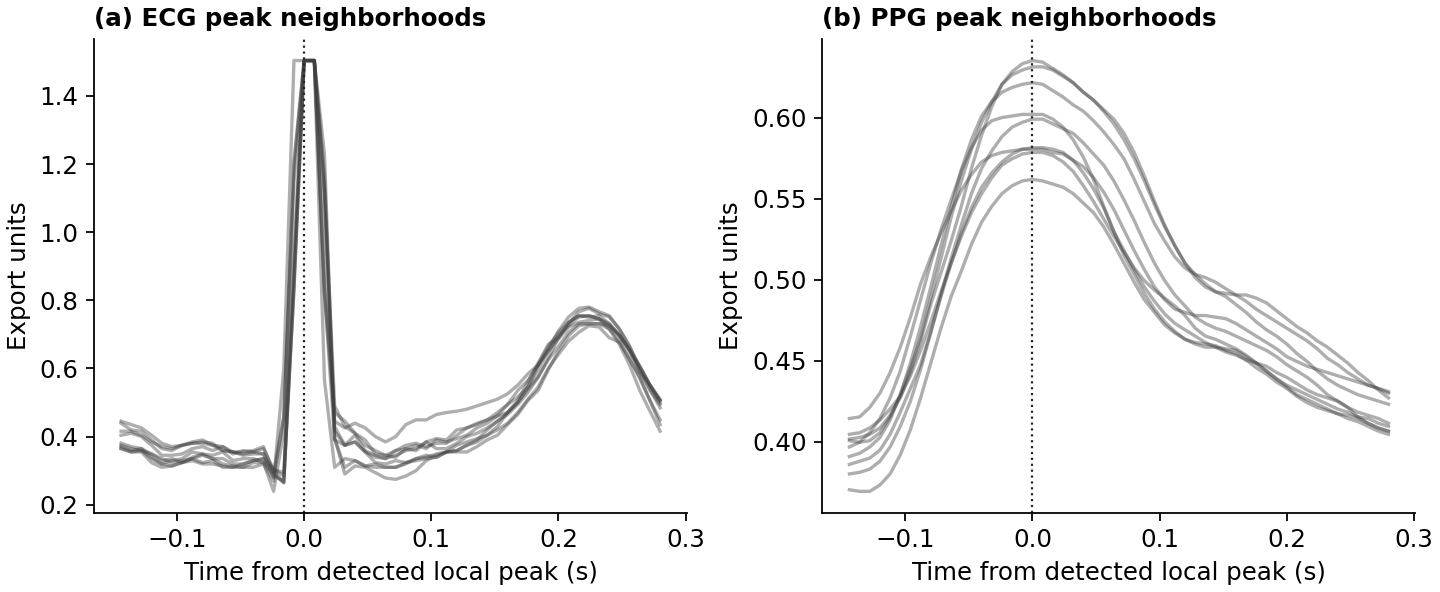 (a) ECG peak neighborhoods
Export units
1.4
1.2
1.0
0.8
0.6
0.4
0.2
−0.1 0.0 0.1 0.2 0.3
Time from detected local peak (s)
(b) PPG peak neighborhoods
Export units
0.60
0.55
0.50
0.45
0.40
−0.1 0.0 0.1 0.2 0.3
Time from detected local peak (s)